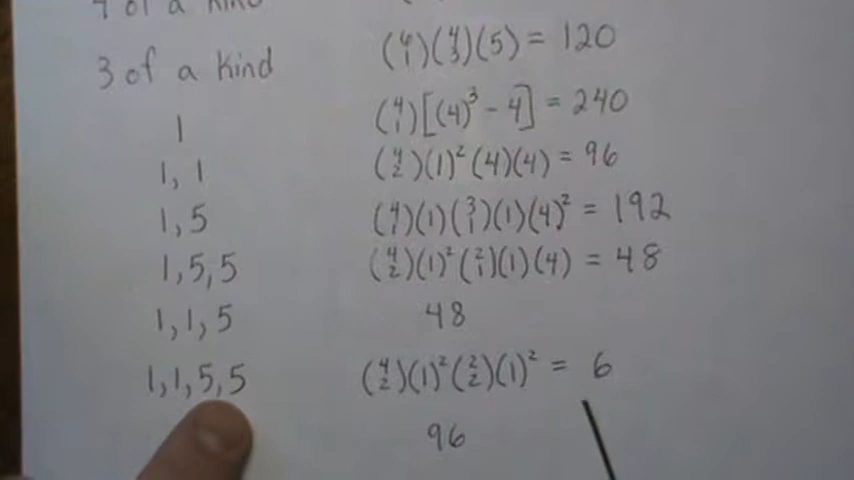 4 of a kind
3 of a kind (6 1)(4 3)(5) = 120
1 (4 1)[(4)³ - 4] = 240
1, 1 (4 2)(1)²(4)(4) = 96
1, 5 (4 1)(1)(3 1)(1)(4)² = 192
1, 5, 5 (4 2)(1)²(2 1)(1)(4) = 48
1, 1, 5 48
1, 1, 5, 5 (4 2)(1)²(2 2)(1)² = 6
96